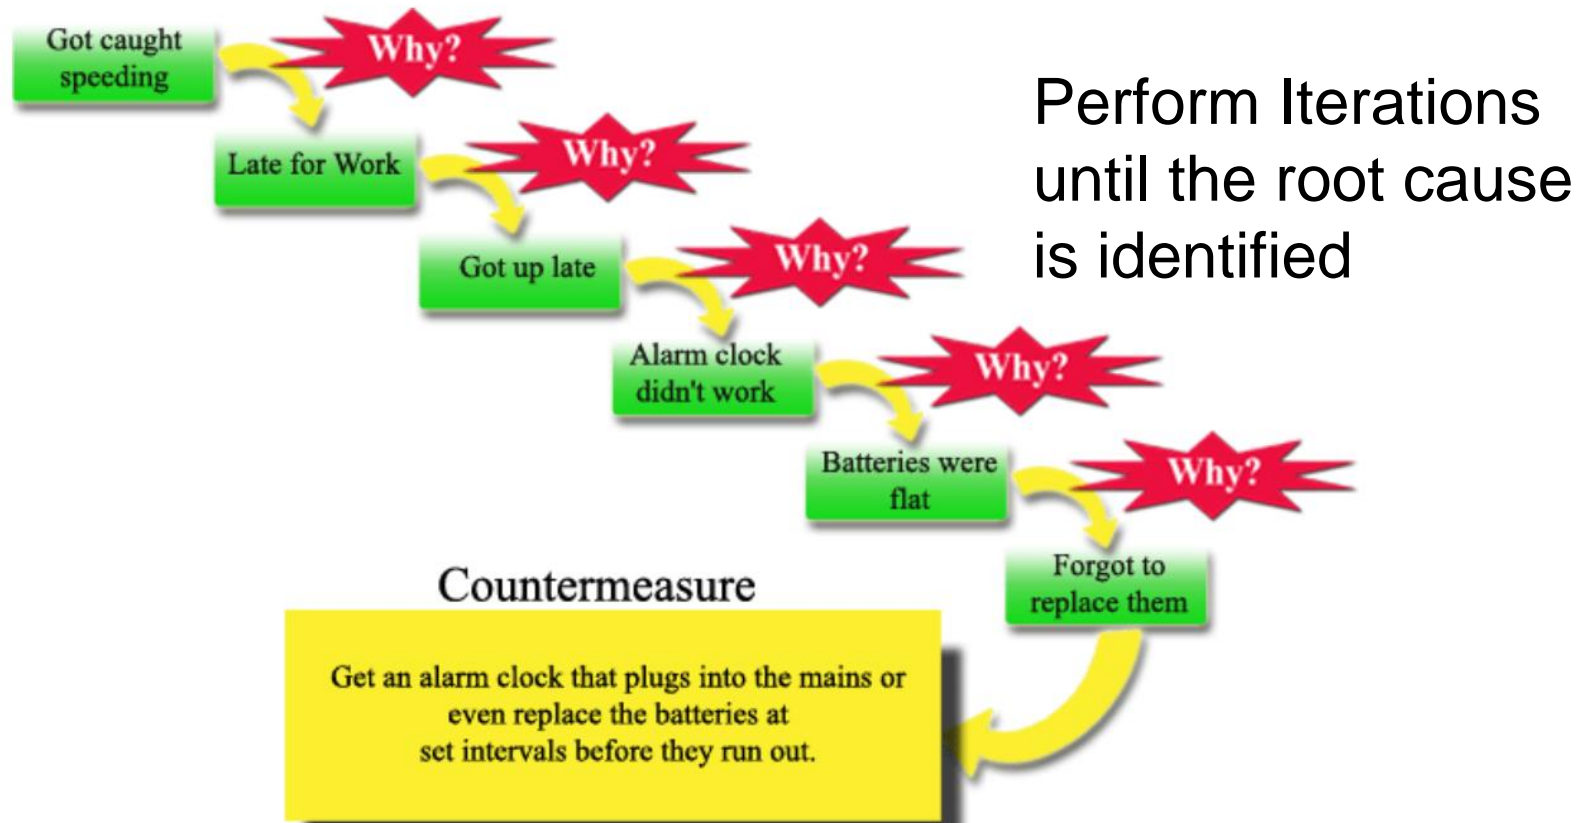 Got caught
speeding
Why?
Late for Work
Why?
Got up late
Why?
Alarm clock
didn't work
Why?
Batteries were
flat
Why?
Forgot to
replace them
Perform Iterations
until the root cause
is identified
Countermeasure
Get an alarm clock that plugs into the mains or
even replace the batteries at
set intervals before they run out.